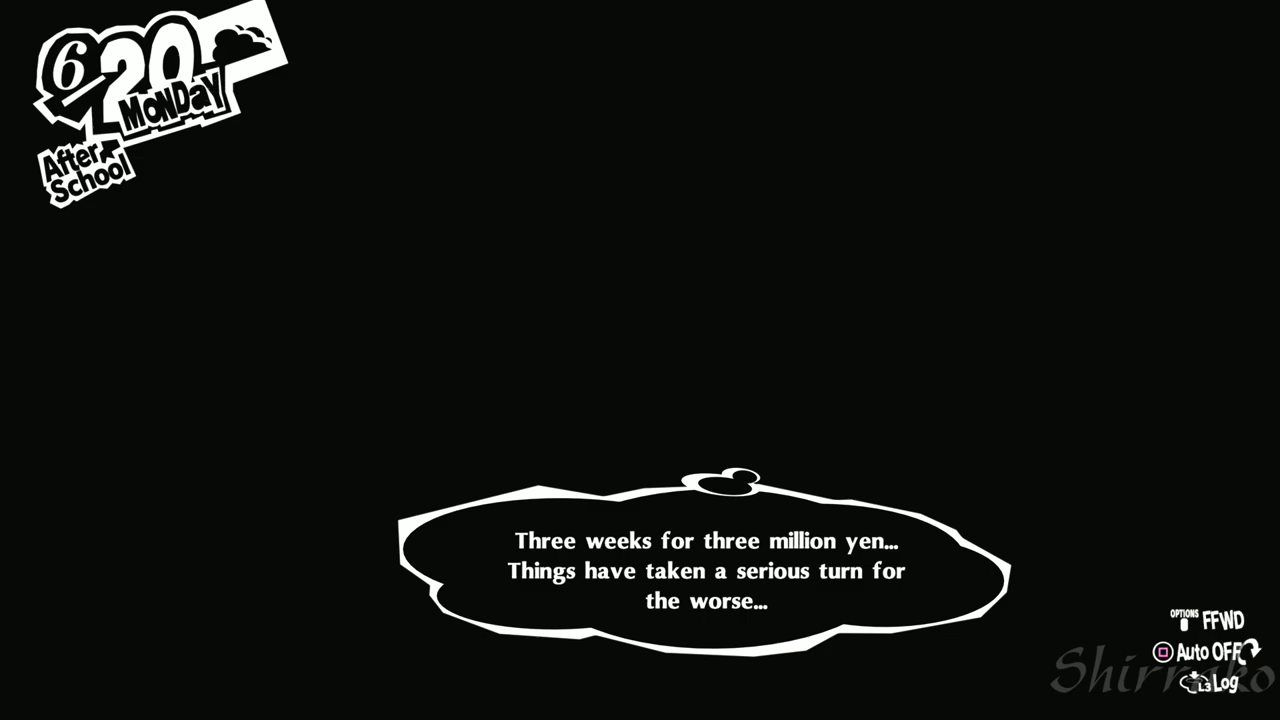 6/20
MONDAY
After School
Three weeks for three million yen...
Things have taken a serious turn for
the worse...
OPTIONS FFWD
Auto OFF
L3 Log
Shirrako